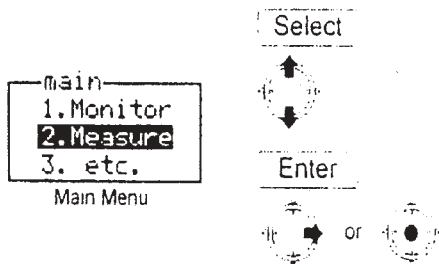 main
1.Monitor
2.Measure
3. etc.
Main Menu
Select
Enter
or